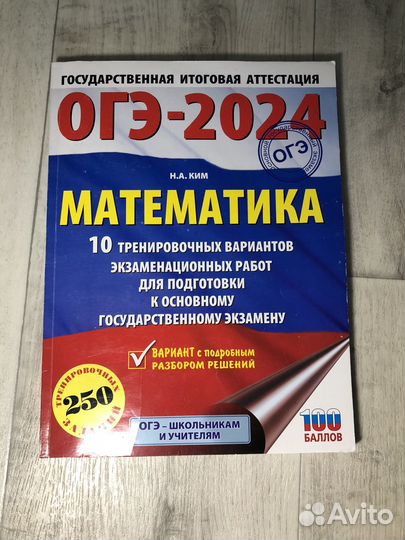 ГОСУДАРСТВЕННАЯ ИТОГОВАЯ АТТЕСТАЦИЯ
ОГЭ-2024
ОГЭ
Н.А. КИМ
МАТЕМАТИКА
10 ТРЕНИРОВОЧНЫХ ВАРИАНТОВ
ЭКЗАМЕНАЦИОННЫХ РАБОТ
ДЛЯ ПОДГОТОВКИ
К ОСНОВНОМУ
ГОСУДАРСТВЕННОМУ ЭКЗАМЕНУ
ВАРИАНТ с подробным
РАЗБОРОМ РЕШЕНИЙ
ТРЕНИРОВОЧНЫХ
250
ЗАДАНИЙ
ОГЭ – ШКОЛЬНИКАМ
И УЧИТЕЛЯМ
100
БАЛЛОВ
Avito